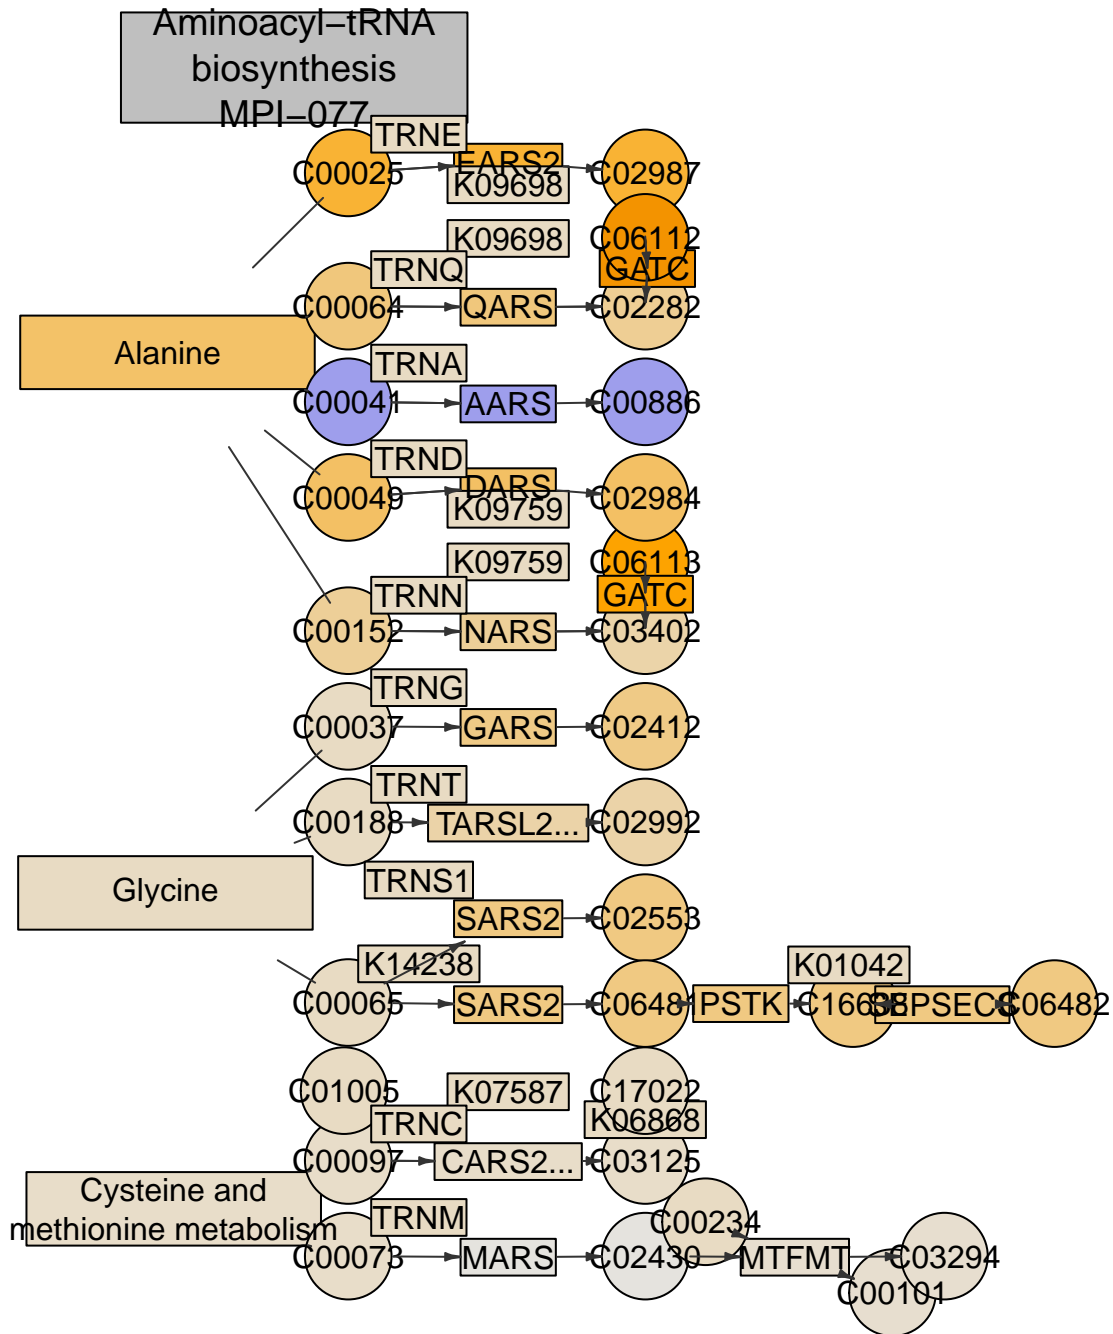 Aminoacyl−tRNA
biosynthesis
MPI−077
TRNE
C00025
EARS2
K09698
C02987
K09698
C06112
TRNQ
GATC
C00064
QARS
C02282
Alanine
TRNA
C00041
AARS
C00886
TRND
C00049
DARS
K09759
C02984
K09759
C06113
TRNN
GATC
C00152
NARS
C03402
TRNG
C00037
GARS
C02412
TRNT
C00188
TARSL2...
C02992
Glycine
TRNS1
SARS2
C02553
K14238
K01042
C00065
SARS2
C06481
PSTK
SEPSECS
C06482
C01005
K07587
C17022
TRNC
K06868
C00097
CARS2...
C03125
Cysteine and
methionine metabolism
TRNM
C00234
C00073
MARS
C02430
MTFMT
C03294
C00101